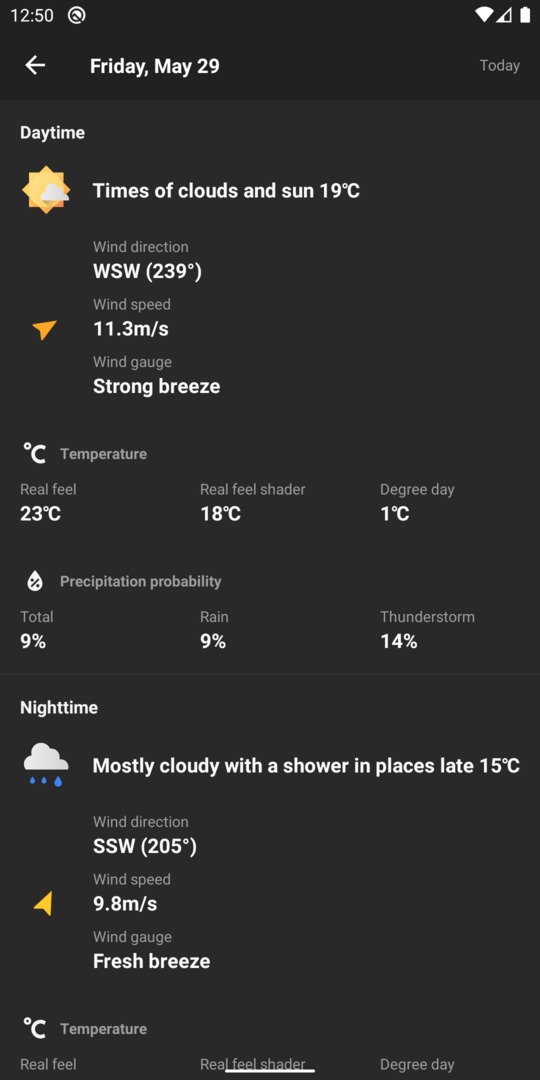 12:50
Friday, May 29
Today
Daytime
Times of clouds and sun 19℃
Wind direction
WSW (239°)
Wind speed
11.3m/s
Wind gauge
Strong breeze
℃ Temperature
Real feel Real feel shader Degree day
23℃ 18℃ 1℃
Precipitation probability
Total Rain Thunderstorm
9% 9% 14%
Nighttime
Mostly cloudy with a shower in places late 15℃
Wind direction
SSW (205°)
Wind speed
9.8m/s
Wind gauge
Fresh breeze
℃ Temperature
Real feel Real feel shader Degree day